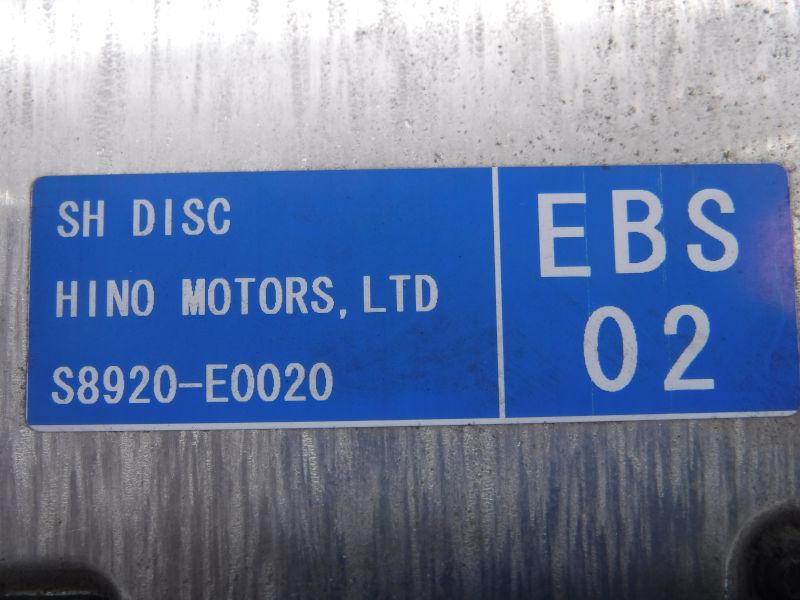 SH DISC
HINO MOTORS,LTD
S8920-E0020
EBS
02